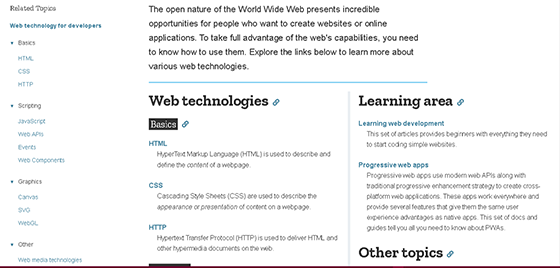 Related Topics
Web technology for developers
Basics
HTML
CSS
HTTP
Scripting
JavaScript
Web APIs
Events
Web Components
Graphics
Canvas
SVG
WebGL
Other
Web media technologies
The open nature of the World Wide Web presents incredible
opportunities for people who want to create websites or online
applications. To take full advantage of the web's capabilities, you need
to know how to use them. Explore the links below to learn more about
various web technologies.
Web technologies
Basics
HTML
HyperText Markup Language (HTML) is used to describe and
define the content of a webpage.
CSS
Cascading Style Sheets (CSS) are used to describe the
appearance or presentation of content on a webpage.
HTTP
Hypertext Transfer Protocol (HTTP) is used to deliver HTML and
other hypermedia documents on the web.
Learning area
Learning web development
This set of articles provides beginners with everything they need
to start coding simple websites.
Progressive web apps
Progressive web apps use modern web APIs along with
traditional progressive enhancement strategy to create cross-
platform web applications. These apps work everywhere and
provide several features that give them the same user
experience advantages as native apps. This set of docs and
guides tell you all you need to know about PWAs.
Other topics